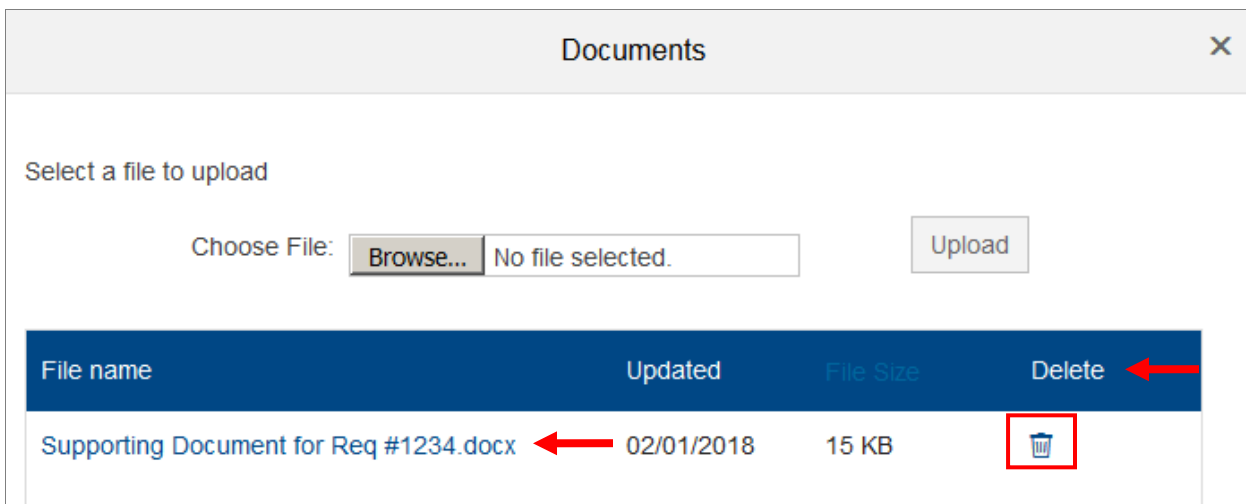 Documents
Select a file to upload
Choose File: Browse... No file selected. Upload
File name Updated File Size Delete
Supporting Document for Req #1234.docx 02/01/2018 15 KB